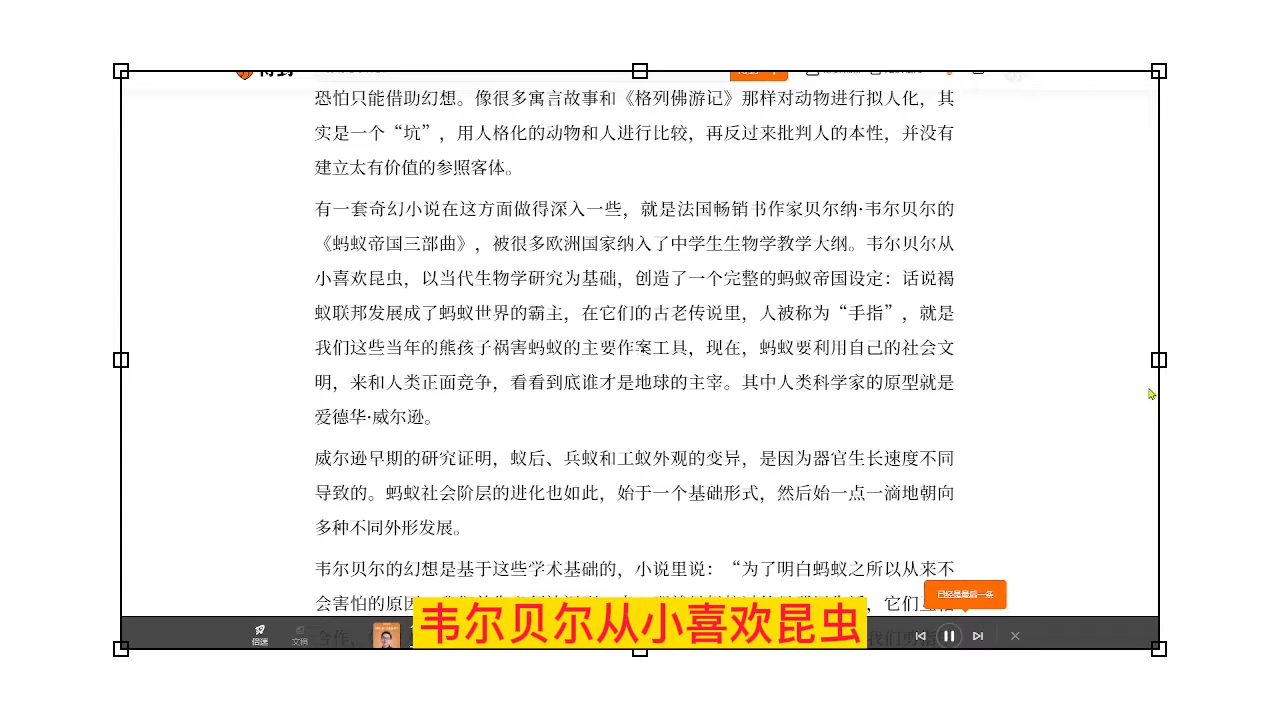 得到
恐怕只能借助幻想。像很多寓言故事和《格列佛游记》那样对动物进行拟人化，其
实是一个“坑”，用人格化的动物和人进行比较，再反过来批判人的本性，并没有
建立太有价值的参照客体。
有一套奇幻小说在这方面做得深入一些，就是法国畅销书作家贝尔纳·韦尔贝尔的
《蚂蚁帝国三部曲》，被很多欧洲国家纳入了中学生生物学教学大纲。韦尔贝尔从
小喜欢昆虫，以当代生物学研究为基础，创造了一个完整的蚂蚁帝国设定：话说褐
蚁联邦发展成了蚂蚁世界的霸主，在它们的古老传说里，人被称为“手指”，就是
我们这些当年的熊孩子祸害蚂蚁的主要作案工具，现在，蚂蚁要利用自己的社会文
明，来和人类正面竞争，看看到底谁才是地球的主宰。其中人类科学家的原型就是
爱德华·威尔逊。
威尔逊早期的研究证明，蚁后、兵蚁和工蚁外观的变异，是因为器官生长速度不同
导致的。蚂蚁社会阶层的进化也如此，始于一个基础形式，然后始一点一滴地朝向
多种不同外形发展。
韦尔贝尔的幻想是基于这些学术基础的，小说里说：“为了明白蚂蚁之所以从来不
会害怕的原因
，它们互相
已经是最后一条
合作，
倍速
文稿
韦尔贝尔从小喜欢昆虫